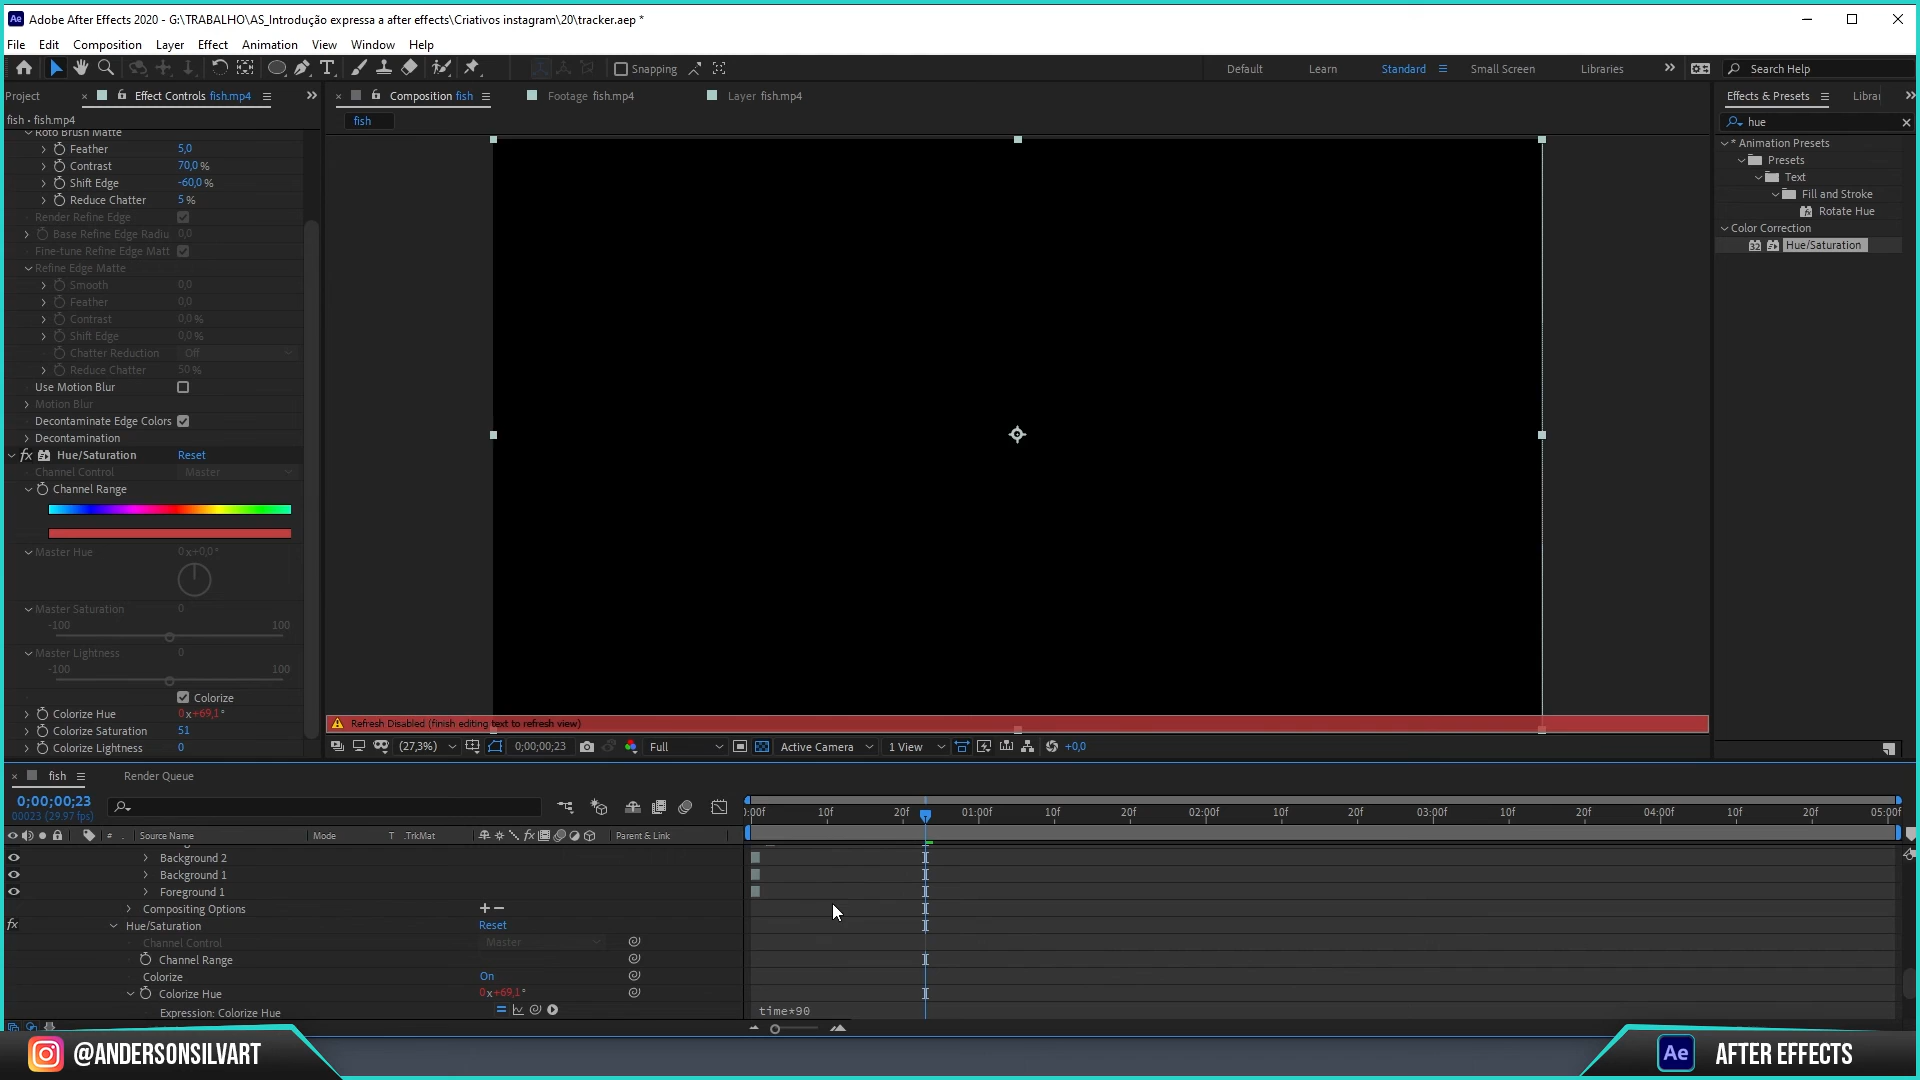 Adobe After Effects 2020 - G:\TRABALHO\AS_Introdução expressa a after effects\Criativos instagram\20\tracker.aep *
File Edit Composition Layer Effect Animation View Window Help
Snapping Default Learn Standard Small Screen Libraries Search Help
Project Effect Controls fish.mp4 Composition fish Footage fish.mp4 Layer fish.mp4 Effects & Presets Librar
fish • fish.mp4
fish
hue
Roto Brush Matte
Feather 5,0
Contrast 70,0 %
Shift Edge -60,0 %
Reduce Chatter 5 %
Render Refine Edge
Base Refine Edge Radiu 0,0
Fine-tune Refine Edge Matt
Refine Edge Matte
Smooth 0,0
Feather 0,0
Contrast 0,0 %
Shift Edge 0,0 %
Chatter Reduction Off
Reduce Chatter 50 %
Use Motion Blur
Motion Blur
Decontaminate Edge Colors
Decontamination
fx Hue/Saturation Reset
Channel Control Master
Channel Range
Master Hue 0x+0,0°
Master Saturation 0
-100 100
Master Lightness 0
-100 100
Colorize
Colorize Hue 0x+69,1°
Colorize Saturation 51
Colorize Lightness 0
* Animation Presets
Presets
Text
Fill and Stroke
Rotate Hue
Color Correction
32 Hue/Saturation
Refresh Disabled (finish editing text to refresh view)
(27,3%) 0;00;00;23 Full Active Camera 1 View +0,0
fish Render Queue
0;00;00;23
00023 (29.97 fps)
:00f 10f 20f 01:00f 10f 20f 02:00f 10f 20f 03:00f 10f 20f 04:00f 10f 20f 05:00f
# . Source Name Mode T .TrkMat fx Parent & Link
Background 2
Background 1
Foreground 1
Compositing Options +−
fx Hue/Saturation Reset
Channel Control Master
Channel Range
Colorize On
Colorize Hue 0x+69,1°
Expression: Colorize Hue time*90
@ANDERSONSILVART
Ae AFTER EFFECTS